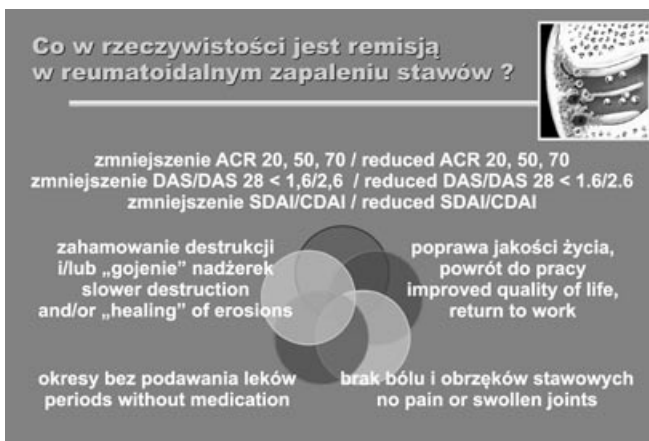 Co w rzeczywistości jest remisją
w reumatoidalnym zapaleniu stawów ?
zmniejszenie ACR 20, 50, 70 / reduced ACR 20, 50, 70
zmniejszenie DAS/DAS 28 < 1,6/2,6 / reduced DAS/DAS 28 < 1.6/2.6
zmniejszenie SDAI/CDAI / reduced SDAI/CDAI
zahamowanie destrukcji
i/lub „gojenie” nadżerek
slower destruction
and/or „healing” of erosions
poprawa jakości życia,
powrót do pracy
improved quality of life,
return to work
okresy bez podawania leków
periods without medication
brak bólu i obrzęków stawowych
no pain or swollen joints